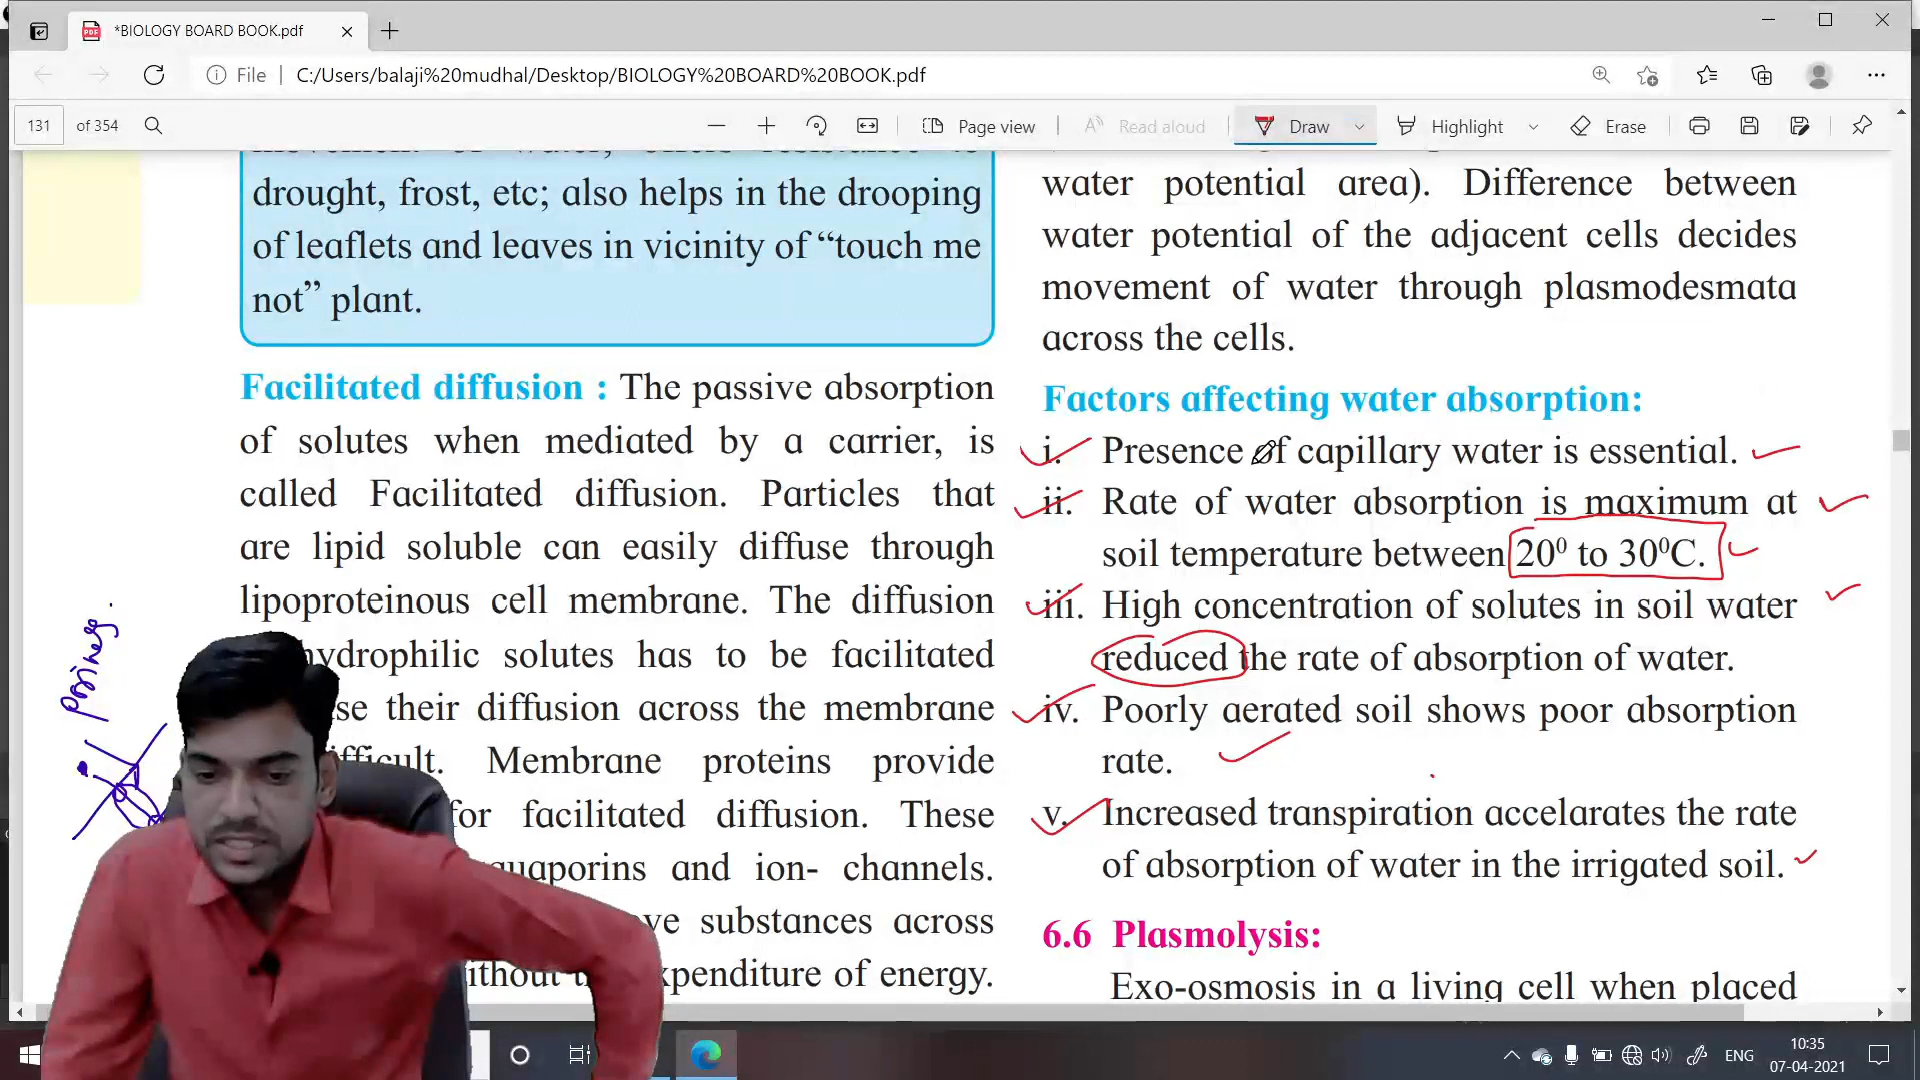 *BIOLOGY BOARD BOOK.pdf
File
C:/Users/balaji%20mudhal/Desktop/BIOLOGY%20BOARD%20BOOK.pdf
131 of 354
Page view
Read aloud
Draw
Highlight
Erase
drought, frost, etc; also helps in the drooping
of leaflets and leaves in vicinity of “touch me
not” plant.
Facilitated diffusion : The passive absorption
of solutes when mediated by a carrier, is
called Facilitated diffusion. Particles that
are lipid soluble can easily diffuse through
lipoproteinous cell membrane. The diffusion
hydrophilic solutes has to be facilitated
se their diffusion across the membrane
fficult. Membrane proteins provide
for facilitated diffusion. These
quaporins and ion- channels.
ve substances across
ithout xpenditure of energy.
water potential area). Difference between
water potential of the adjacent cells decides
movement of water through plasmodesmata
across the cells.
Factors affecting water absorption:
i. Presence of capillary water is essential.
ii. Rate of water absorption is maximum at
soil temperature between 20⁰ to 30⁰C.
iii. High concentration of solutes in soil water
reduced the rate of absorption of water.
iv. Poorly aerated soil shows poor absorption
rate.
v. Increased transpiration accelarates the rate
of absorption of water in the irrigated soil.
6.6 Plasmolysis:
Exo-osmosis in a living cell when placed
ENG
10:35
07-04-2021